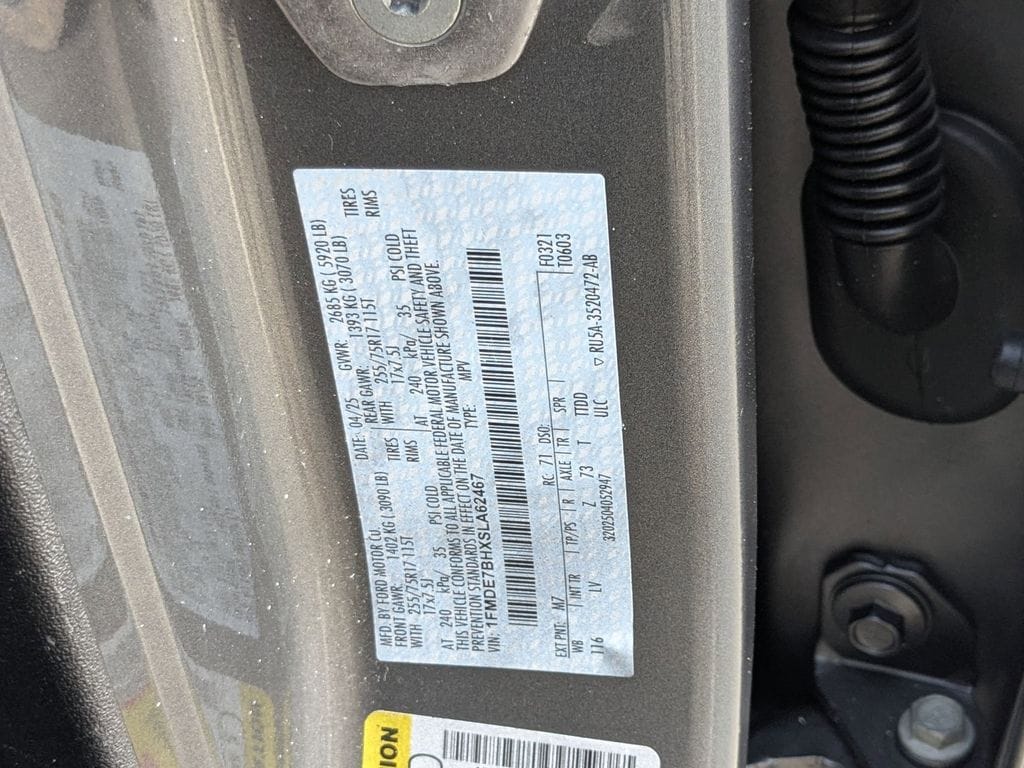 MFD. BY FORD MOTOR CO.
DATE: 04/25 GVWR: 2685 KG ( 5920 LB)
FRONT GAWR: 1402 KG ( 3090 LB) REAR GAWR: 1393 KG ( 3070 LB)
WITH 255/75R17 115T TIRES WITH 255/75R17 115T TIRES
17x7.5J RIMS 17x7.5J RIMS
AT 240 kPa/ 35 PSI COLD AT 240 kPa/ 35 PSI COLD
THIS VEHICLE CONFORMS TO ALL APPLICABLE FEDERAL MOTOR VEHICLE SAFETY AND THEFT
PREVENTION STANDARDS IN EFFECT ON THE DATE OF MANUFACTURE SHOWN ABOVE.
VIN: 1FMDE7BHXSLA62467 TYPE: MPV
EXT PNT: M7 RC: 71 DSO: F0321
WB INTTR TP/PS R AXLE TR SPR T0603
116 LV Z 73 T TTDD
3202504052947 ULC ▽ RU5A-3520472-AB